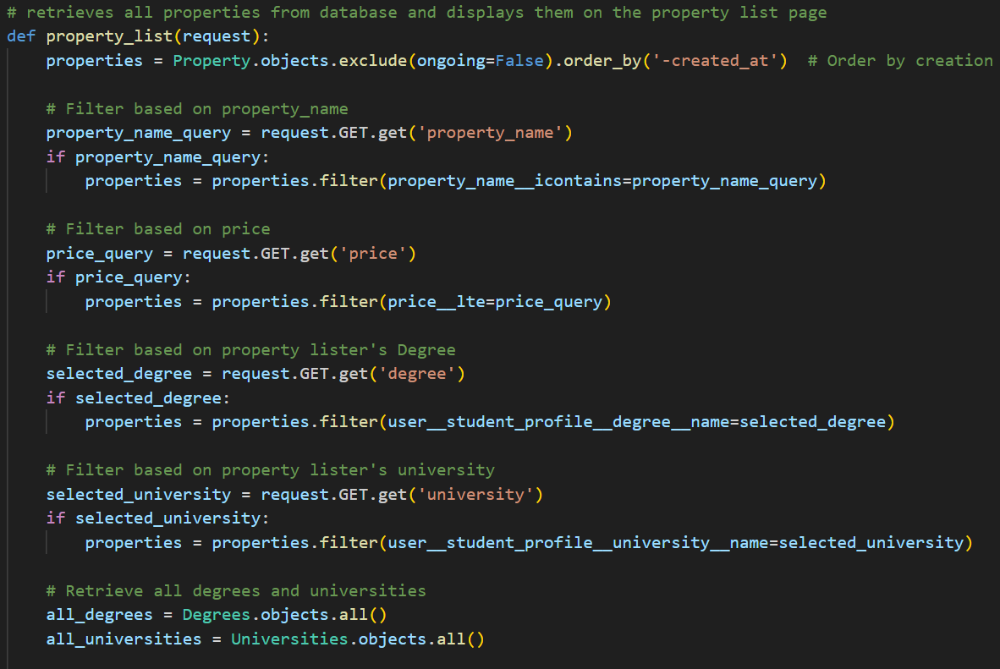 # retrieves all properties from database and displays them on the property list page
def property_list(request):
    properties = Property.objects.exclude(ongoing=False).order_by('-created_at')  # Order by creation

    # Filter based on property_name
    property_name_query = request.GET.get('property_name')
    if property_name_query:
        properties = properties.filter(property_name__icontains=property_name_query)

    # Filter based on price
    price_query = request.GET.get('price')
    if price_query:
        properties = properties.filter(price__lte=price_query)

    # Filter based on property lister's Degree
    selected_degree = request.GET.get('degree')
    if selected_degree:
        properties = properties.filter(user__student_profile__degree__name=selected_degree)

    # Filter based on property lister's university
    selected_university = request.GET.get('university')
    if selected_university:
        properties = properties.filter(user__student_profile__university__name=selected_university)

    # Retrieve all degrees and universities
    all_degrees = Degrees.objects.all()
    all_universities = Universities.objects.all()